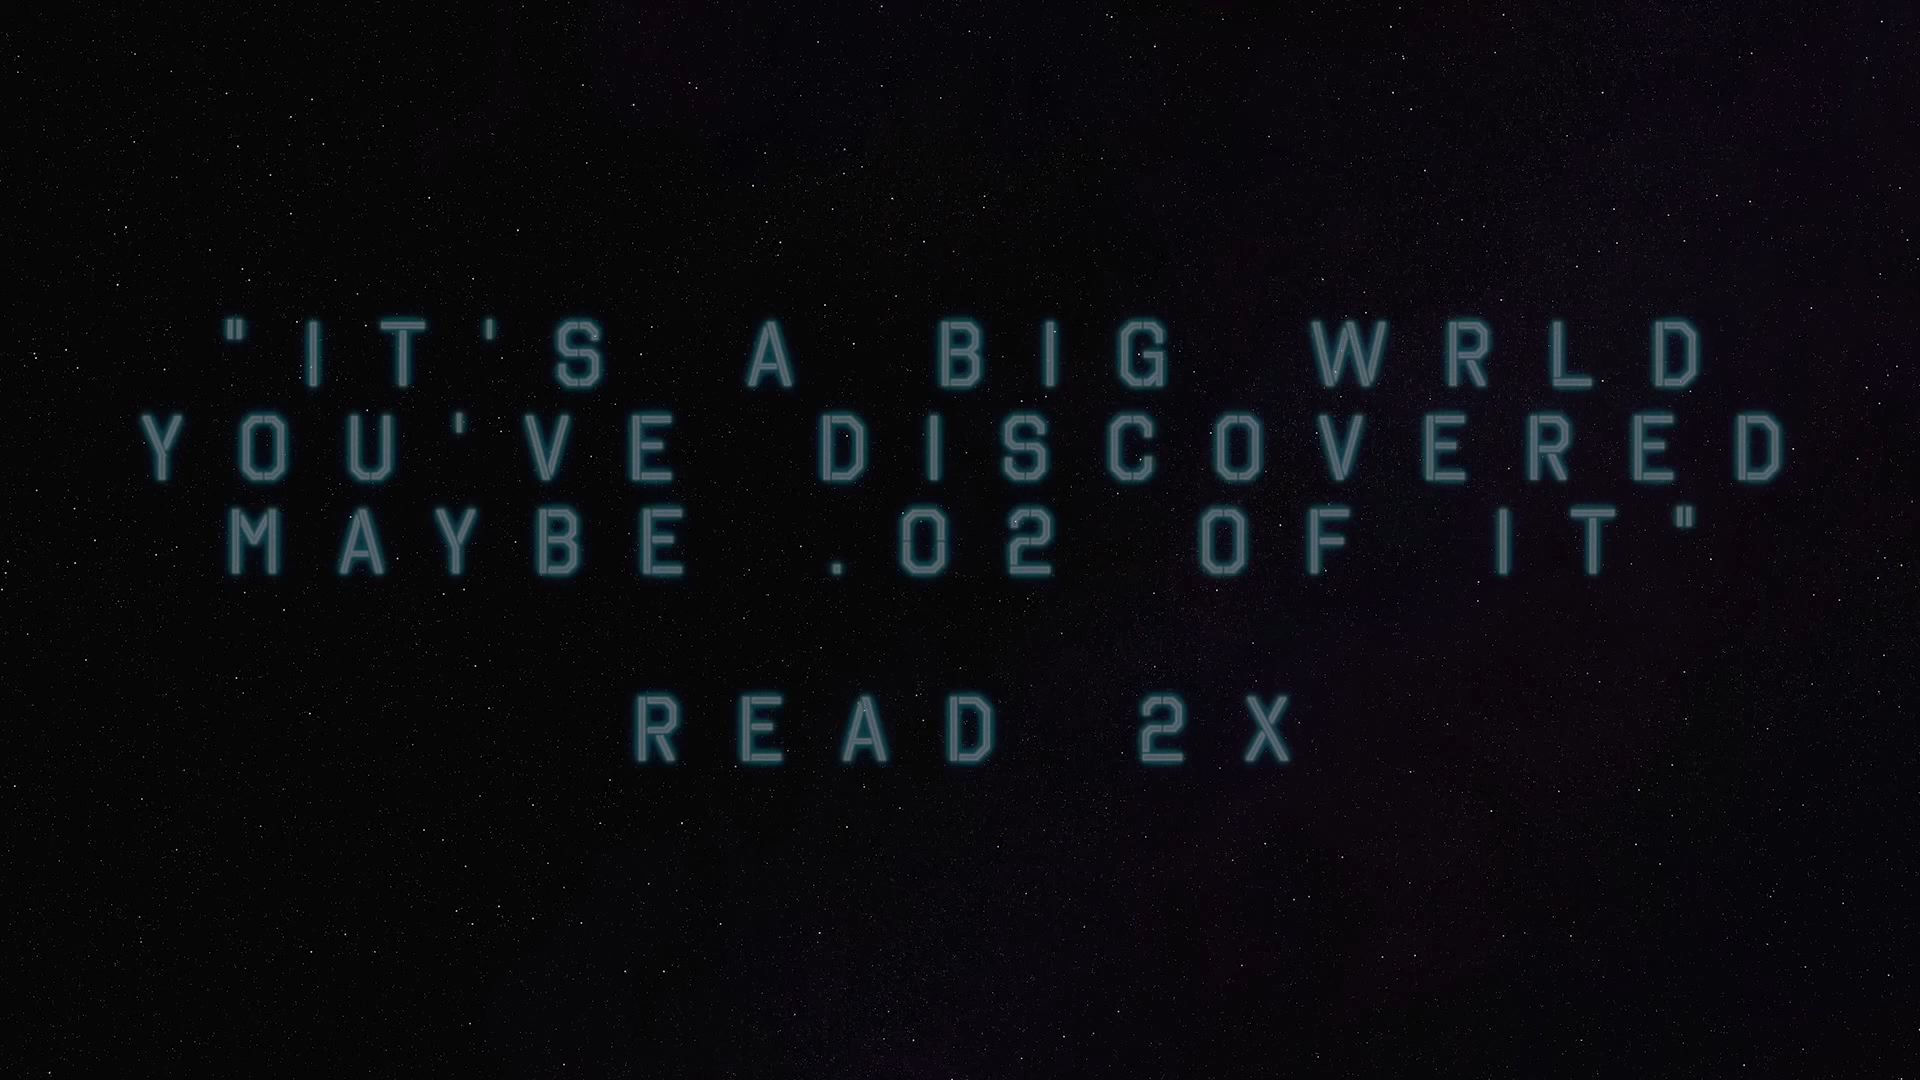 "IT'S A BIG WRLD
YOU'VE DISCOVERED
MAYBE .02 OF IT"
READ 2X